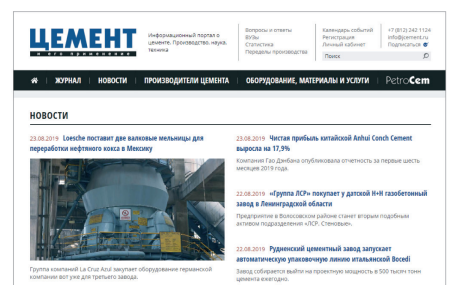 ЦЕМЕНТ
и его применение
Информационный портал о
цементе. Производство, наука,
техника
Вопросы и ответы
ВУЗы
Статистика
Переделы производства
Календарь событий
Регистрация
Личный кабинет
Поиск
+7 (812) 242 1124
info@jcement.ru
Подписаться
ЖУРНАЛ
НОВОСТИ
ПРОИЗВОДИТЕЛИ ЦЕМЕНТА
ОБОРУДОВАНИЕ, МАТЕРИАЛЫ И УСЛУГИ
PetroCem
НОВОСТИ
23.08.2019 Loesche поставит две валковые мельницы для
переработки нефтяного кокса в Мексику
Группа компаний La Cruz Azul закупает оборудование германской
компании вот уже для третьего завода.
23.08.2019 Чистая прибыль китайской Anhui Conch Cement
выросла на 17,9%
Компания Гао Дэнбана опубликовала отчетность за первые шесть
месяцев 2019 года.
22.08.2019 «Группа ЛСР» покупает у датской H+H газобетонный
завод в Ленинградской области
Предприятие в Волосовском районе станет вторым подобным
активом подразделения «ЛСР. Стеновые».
22.08.2019 Рудненский цементный завод запускает
автоматическую упаковочную линию итальянской Bocedi
Завод собирается выйти на проектную мощность в 500 тысяч тонн
цемента ежегодно.